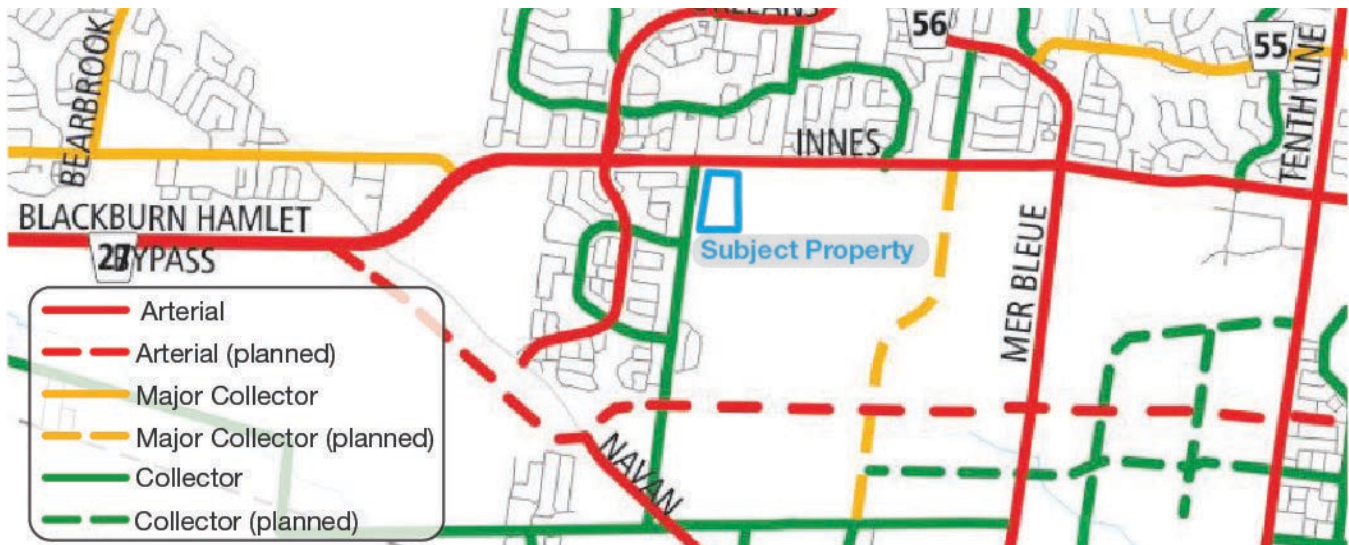 ORLEANS
56
55
BEARBROOK
TENTH LINE
INNES
BLACKBURN HAMLET
BYPASS
Subject Property
MER BLEUE
NAVAN
Arterial
Arterial (planned)
Major Collector
Major Collector (planned)
Collector
Collector (planned)